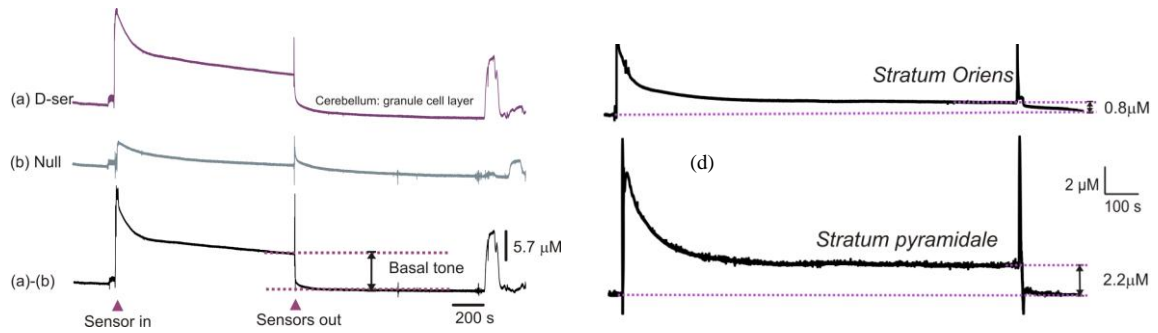 (a) D-ser
Cerebellum: granule cell layer
(b) Null
(a)-(b)
Basal tone
5.7 μM
Sensor in
Sensors out
200 s
Stratum Oriens
0.8μM
(d)
2 μM
100 s
Stratum pyramidale
2.2μM